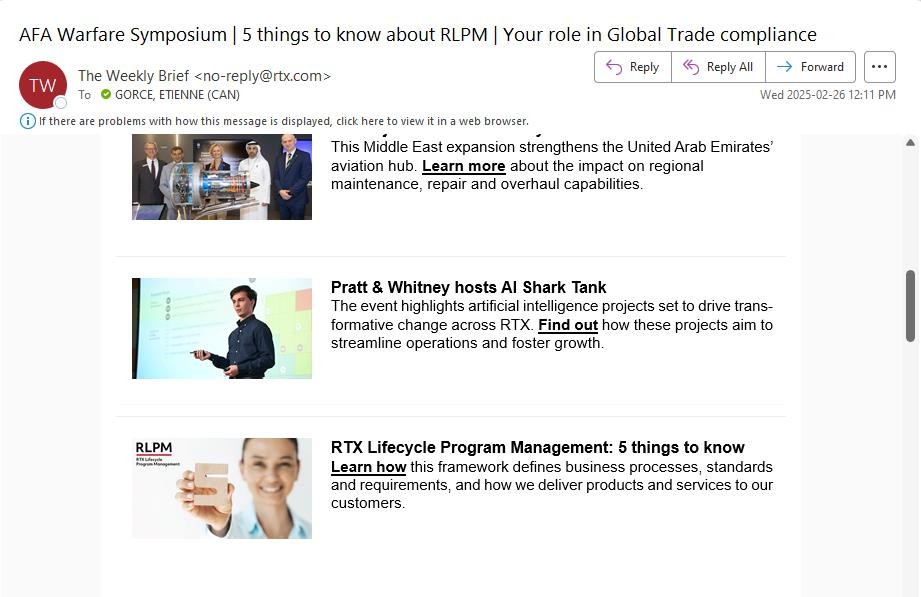 AFA Warfare Symposium | 5 things to know about RLPM | Your role in Global Trade compliance
TW
The Weekly Brief <no-reply@rtx.com>
To GORCE, ETIENNE (CAN)
Reply
Reply All
Forward
Wed 2025-02-26 12:11 PM
If there are problems with how this message is displayed, click here to view it in a web browser.
This Middle East expansion strengthens the United Arab Emirates’
aviation hub. Learn more about the impact on regional
maintenance, repair and overhaul capabilities.
Pratt & Whitney hosts AI Shark Tank
The event highlights artificial intelligence projects set to drive trans-
formative change across RTX. Find out how these projects aim to
streamline operations and foster growth.
RLPM
RTX Lifecycle
Program Management
5
RTX Lifecycle Program Management: 5 things to know
Learn how this framework defines business processes, standards
and requirements, and how we deliver products and services to our
customers.